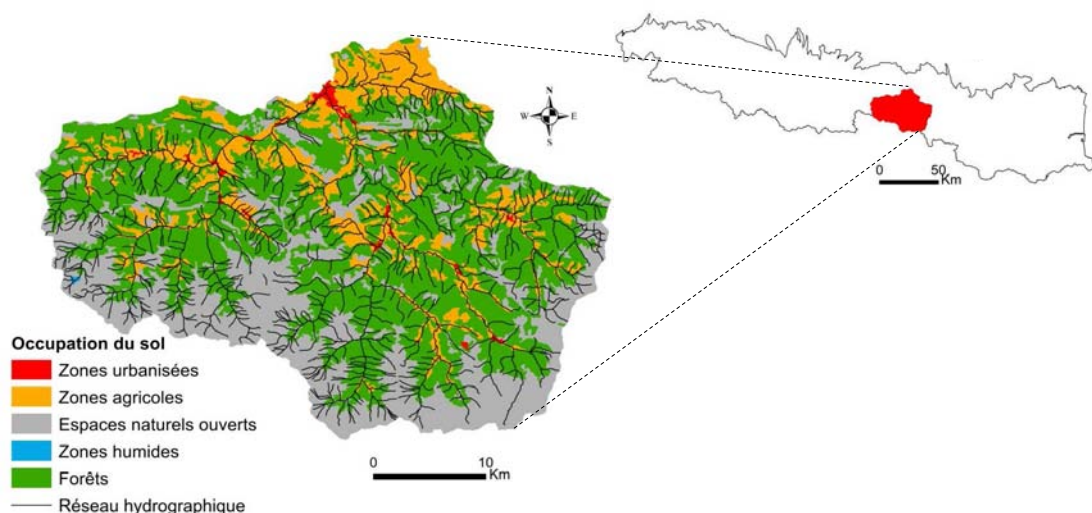 N
W E
S
0 50
Km
Occupation du sol
Zones urbanisées
Zones agricoles
Espaces naturels ouverts
Zones humides
Forêts
Réseau hydrographique
0 10
Km